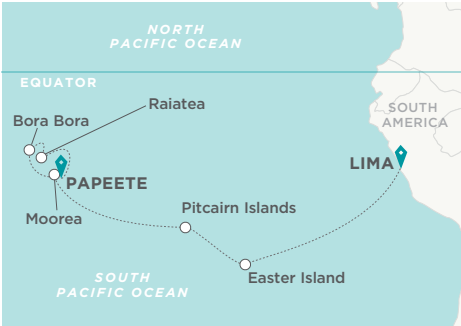 NORTH
PACIFIC OCEAN
EQUATOR
Raiatea
Bora Bora
SOUTH
AMERICA
LIMA
PAPEETE
Moorea
Pitcairn Islands
Easter Island
SOUTH
PACIFIC OCEAN